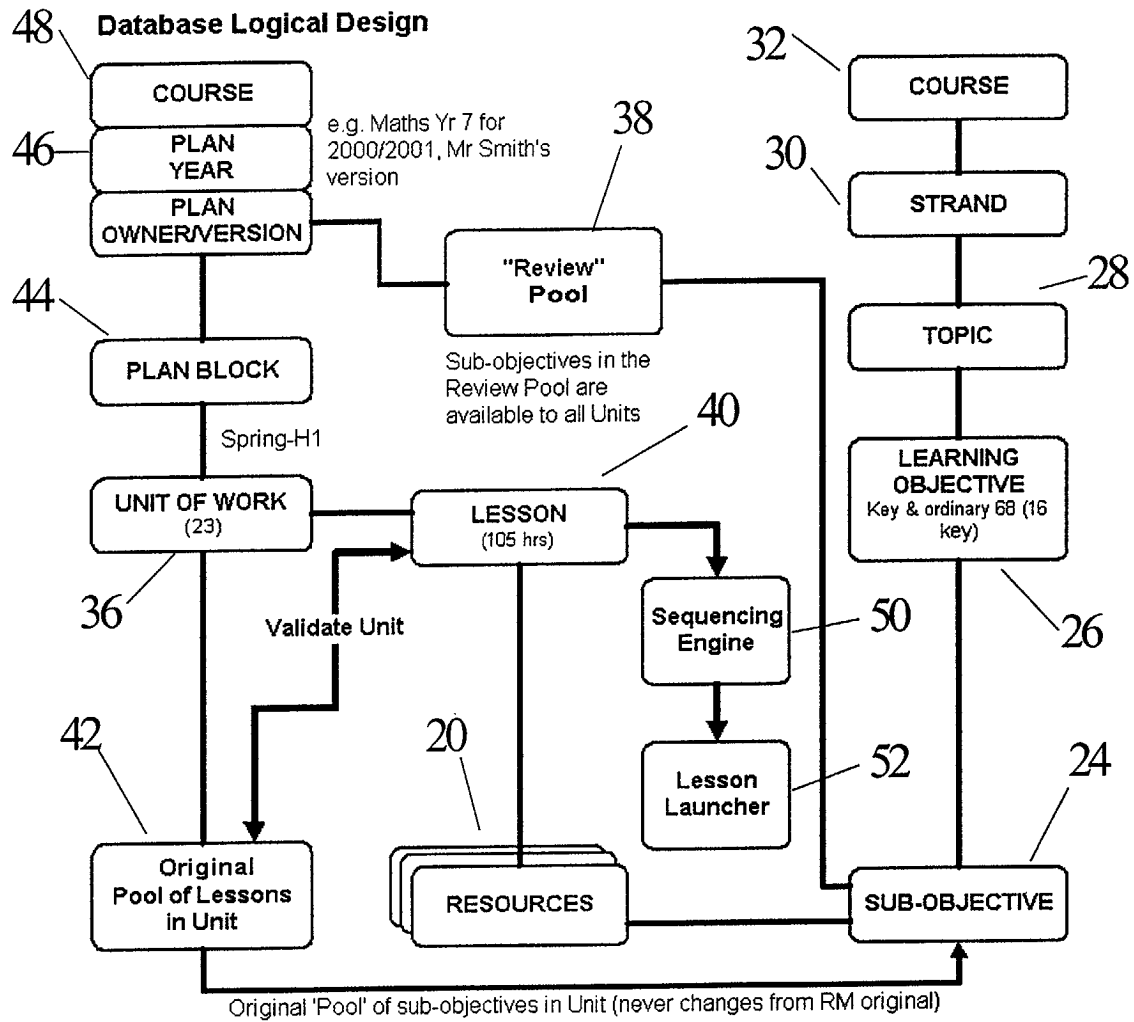 Database Logical Design
48
COURSE
46
PLAN
YEAR
e.g. Maths Yr 7 for
2000/2001, Mr Smith's
version
PLAN
OWNER/VERSION
38
"Review"
Pool
Sub-objectives in the
Review Pool are
available to all Units
32
COURSE
30
STRAND
28
TOPIC
44
PLAN BLOCK
Spring-H1
40
UNIT OF WORK
(23)
36
LESSON
(105 hrs)
LEARNING
OBJECTIVE
Key & ordinary 68 (16
key)
26
Validate Unit
Sequencing
Engine
50
42
20
Lesson
Launcher
52
24
Original
Pool of Lessons
in Unit
RESOURCES
SUB-OBJECTIVE
Original 'Pool' of sub-objectives in Unit (never changes from RM original)